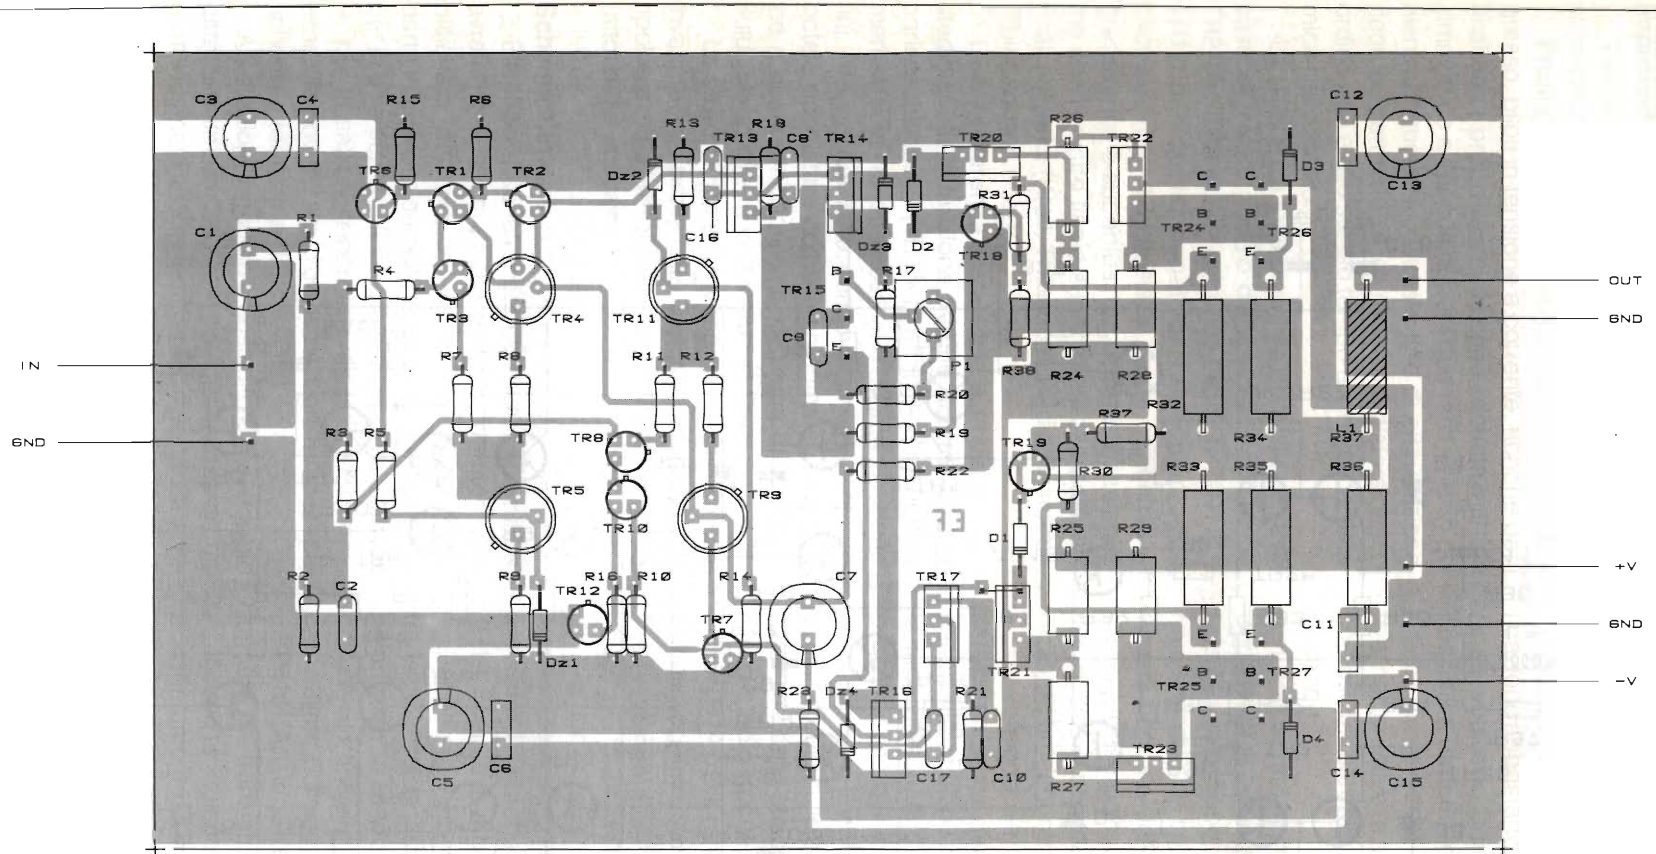 C3
C4
R15
R6
R13
TR13
R18
C8
TR14
TR20
R26
TR22
C12
TR6
TR1
TR2
Dz2
C16
Dz3
D2
R31
TR18
C
C
D3
C13
B
B
TR24
TR26
E
E
C1
R1
R4
TR3
TR4
TR11
TR15
B
C
E
R17
C9
P1
R38
R24
R28
OUT
GND
IN
GND
R7
R8
R11
R12
R20
R19
R22
R37
R32
R34
L1
R37
R3
R5
TR8
TR10
TR5
TR9
EF
TR19
R30
R33
R35
R36
D1
R25
R29
R2
C2
R9
TR12
R16
R10
R14
C7
TR17
+V
GND
-V
Dz1
TR7
TR21
E
E
C11
B
B
TR25
TR27
C
C
R23
Dz4
TR16
R21
C5
C6
C17
C10
R27
TR23
D4
C14
C15